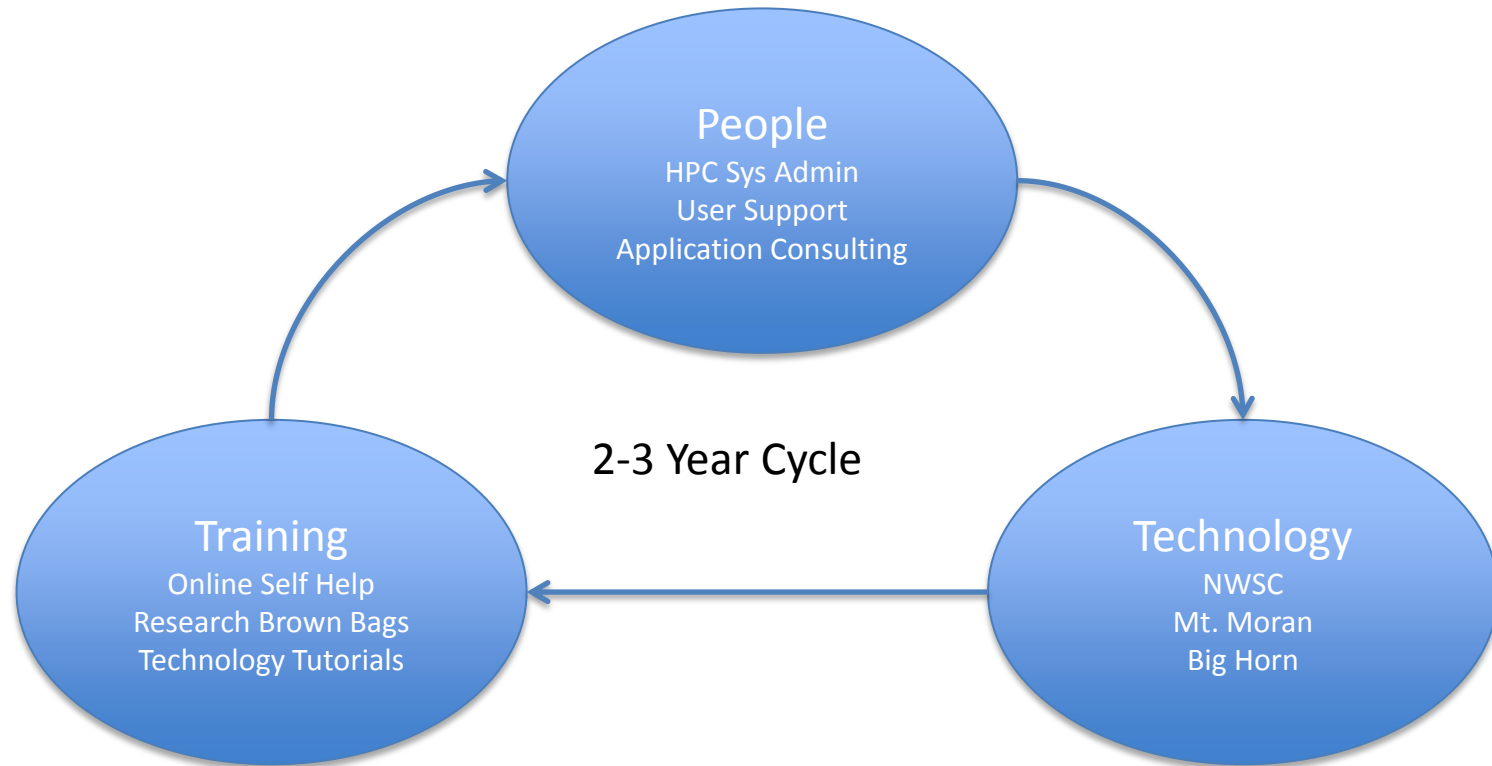 People
HPC Sys Admin
User Support
Application Consulting
2-3 Year Cycle
Training
Online Self Help
Research Brown Bags
Technology Tutorials
Technology
NWSC
Mt. Moran
Big Horn